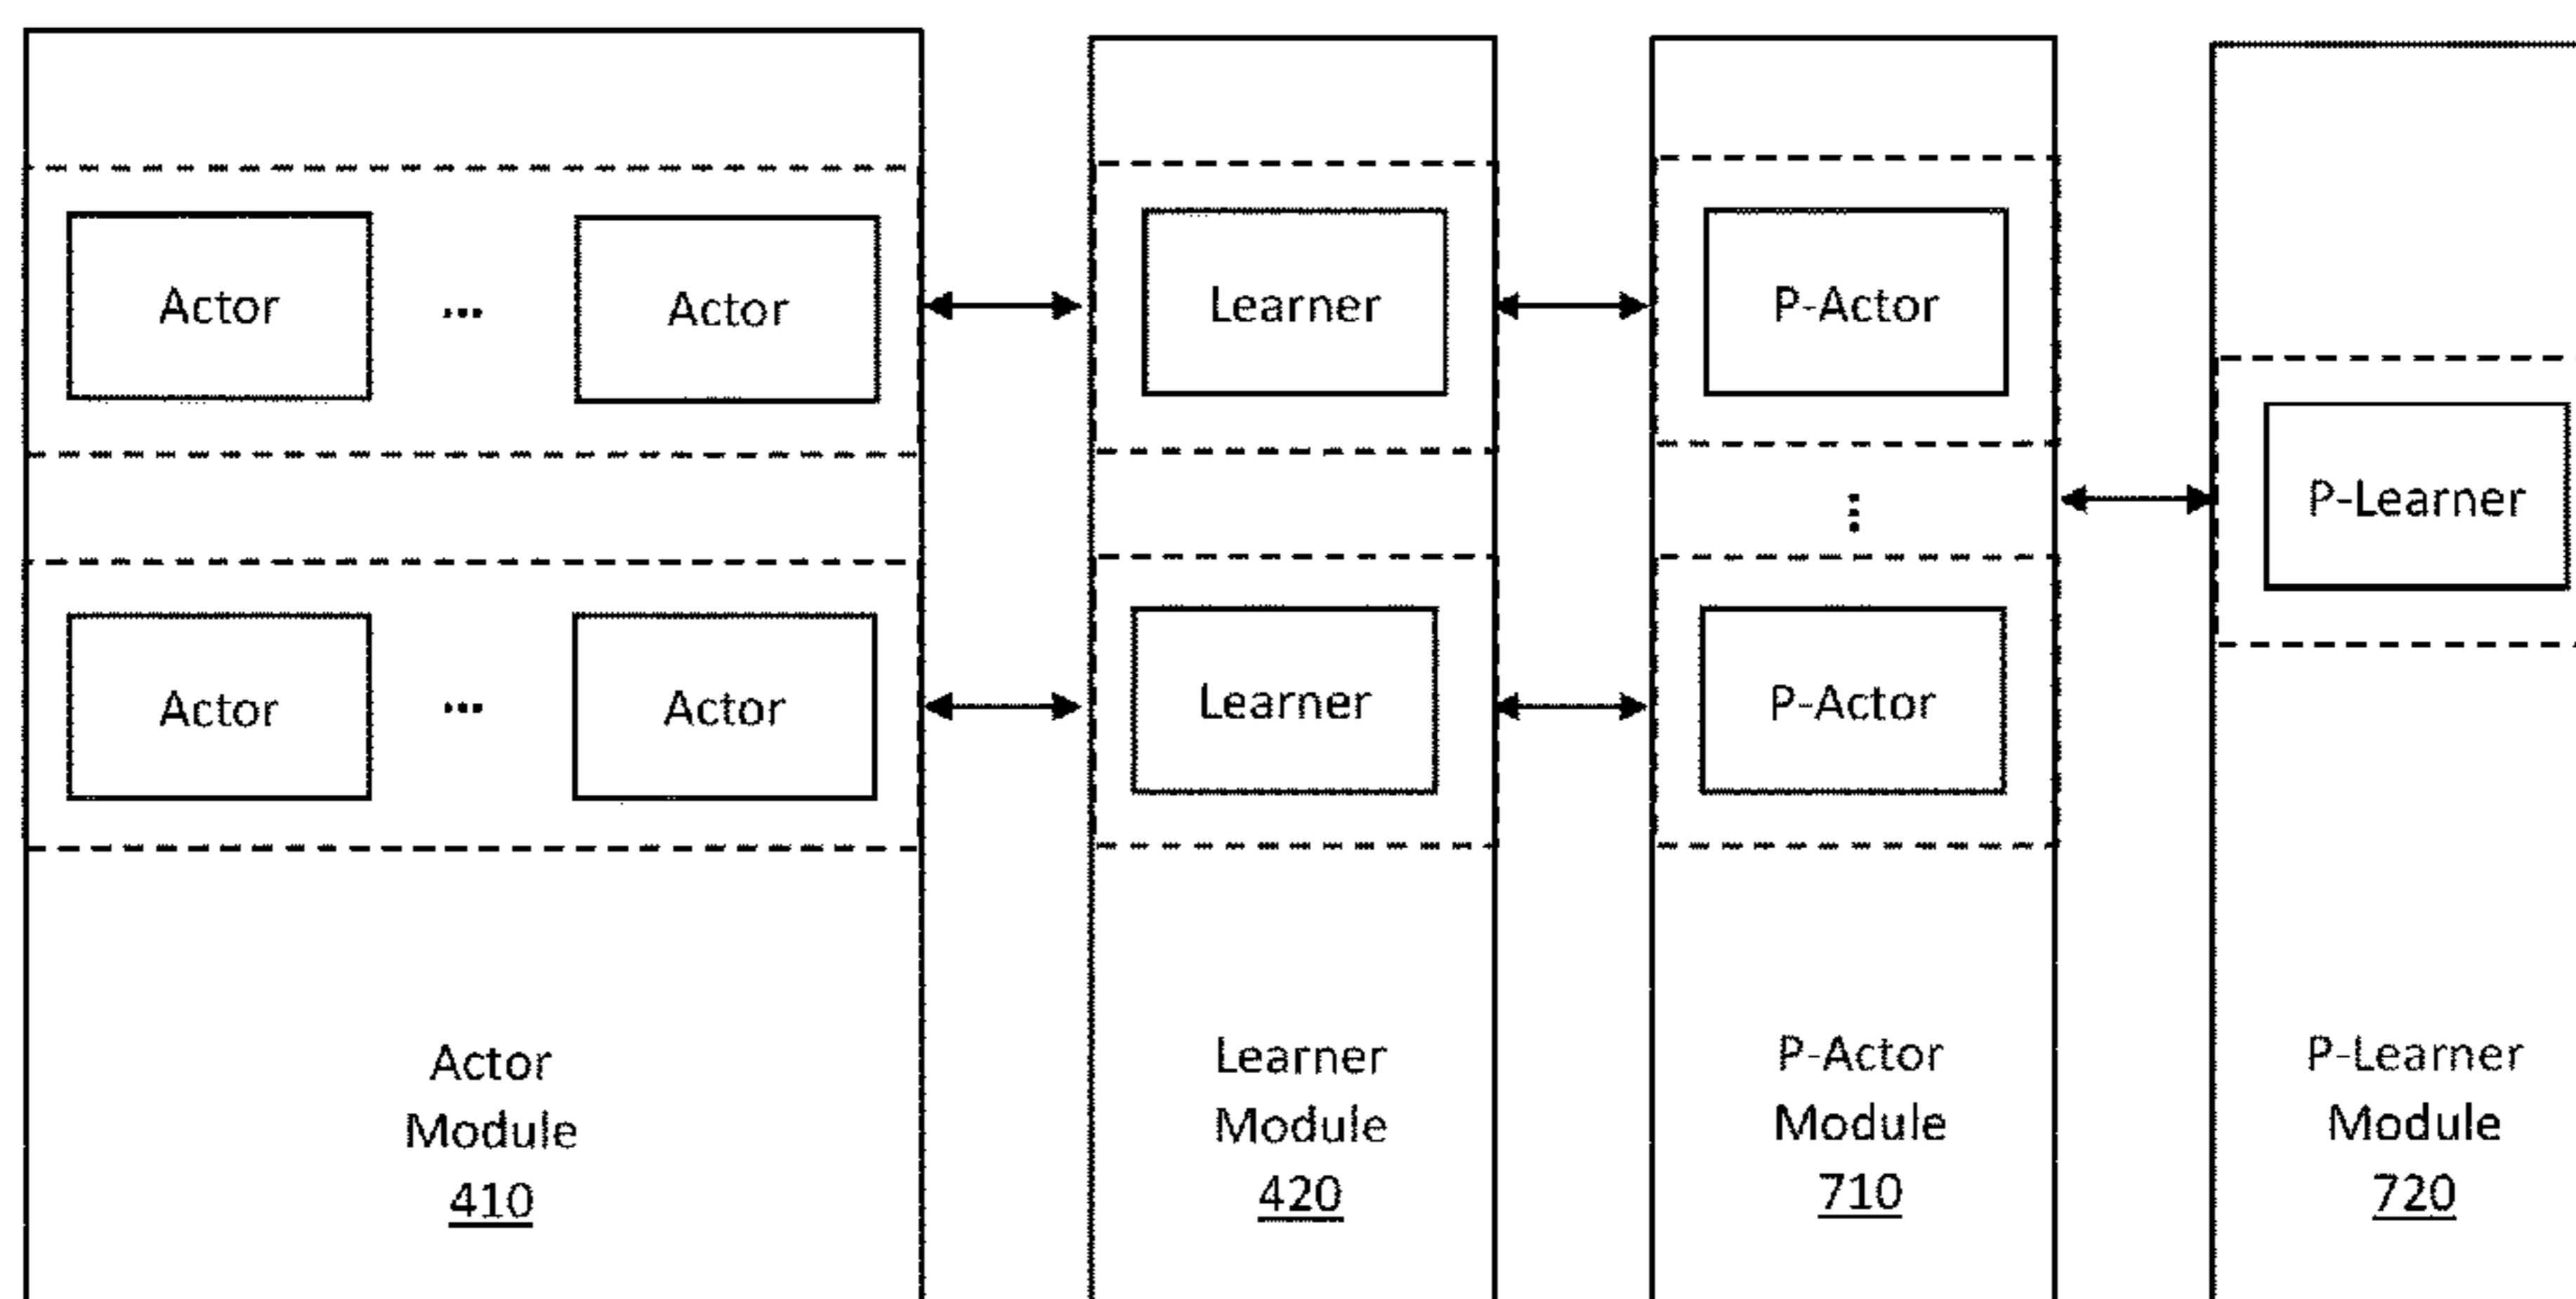 Actor ... Actor
Learner
P-Actor
P-Learner
Actor ... Actor
Learner
P-Actor
Actor
Module
410
Learner
Module
420
P-Actor
Module
710
P-Learner
Module
720